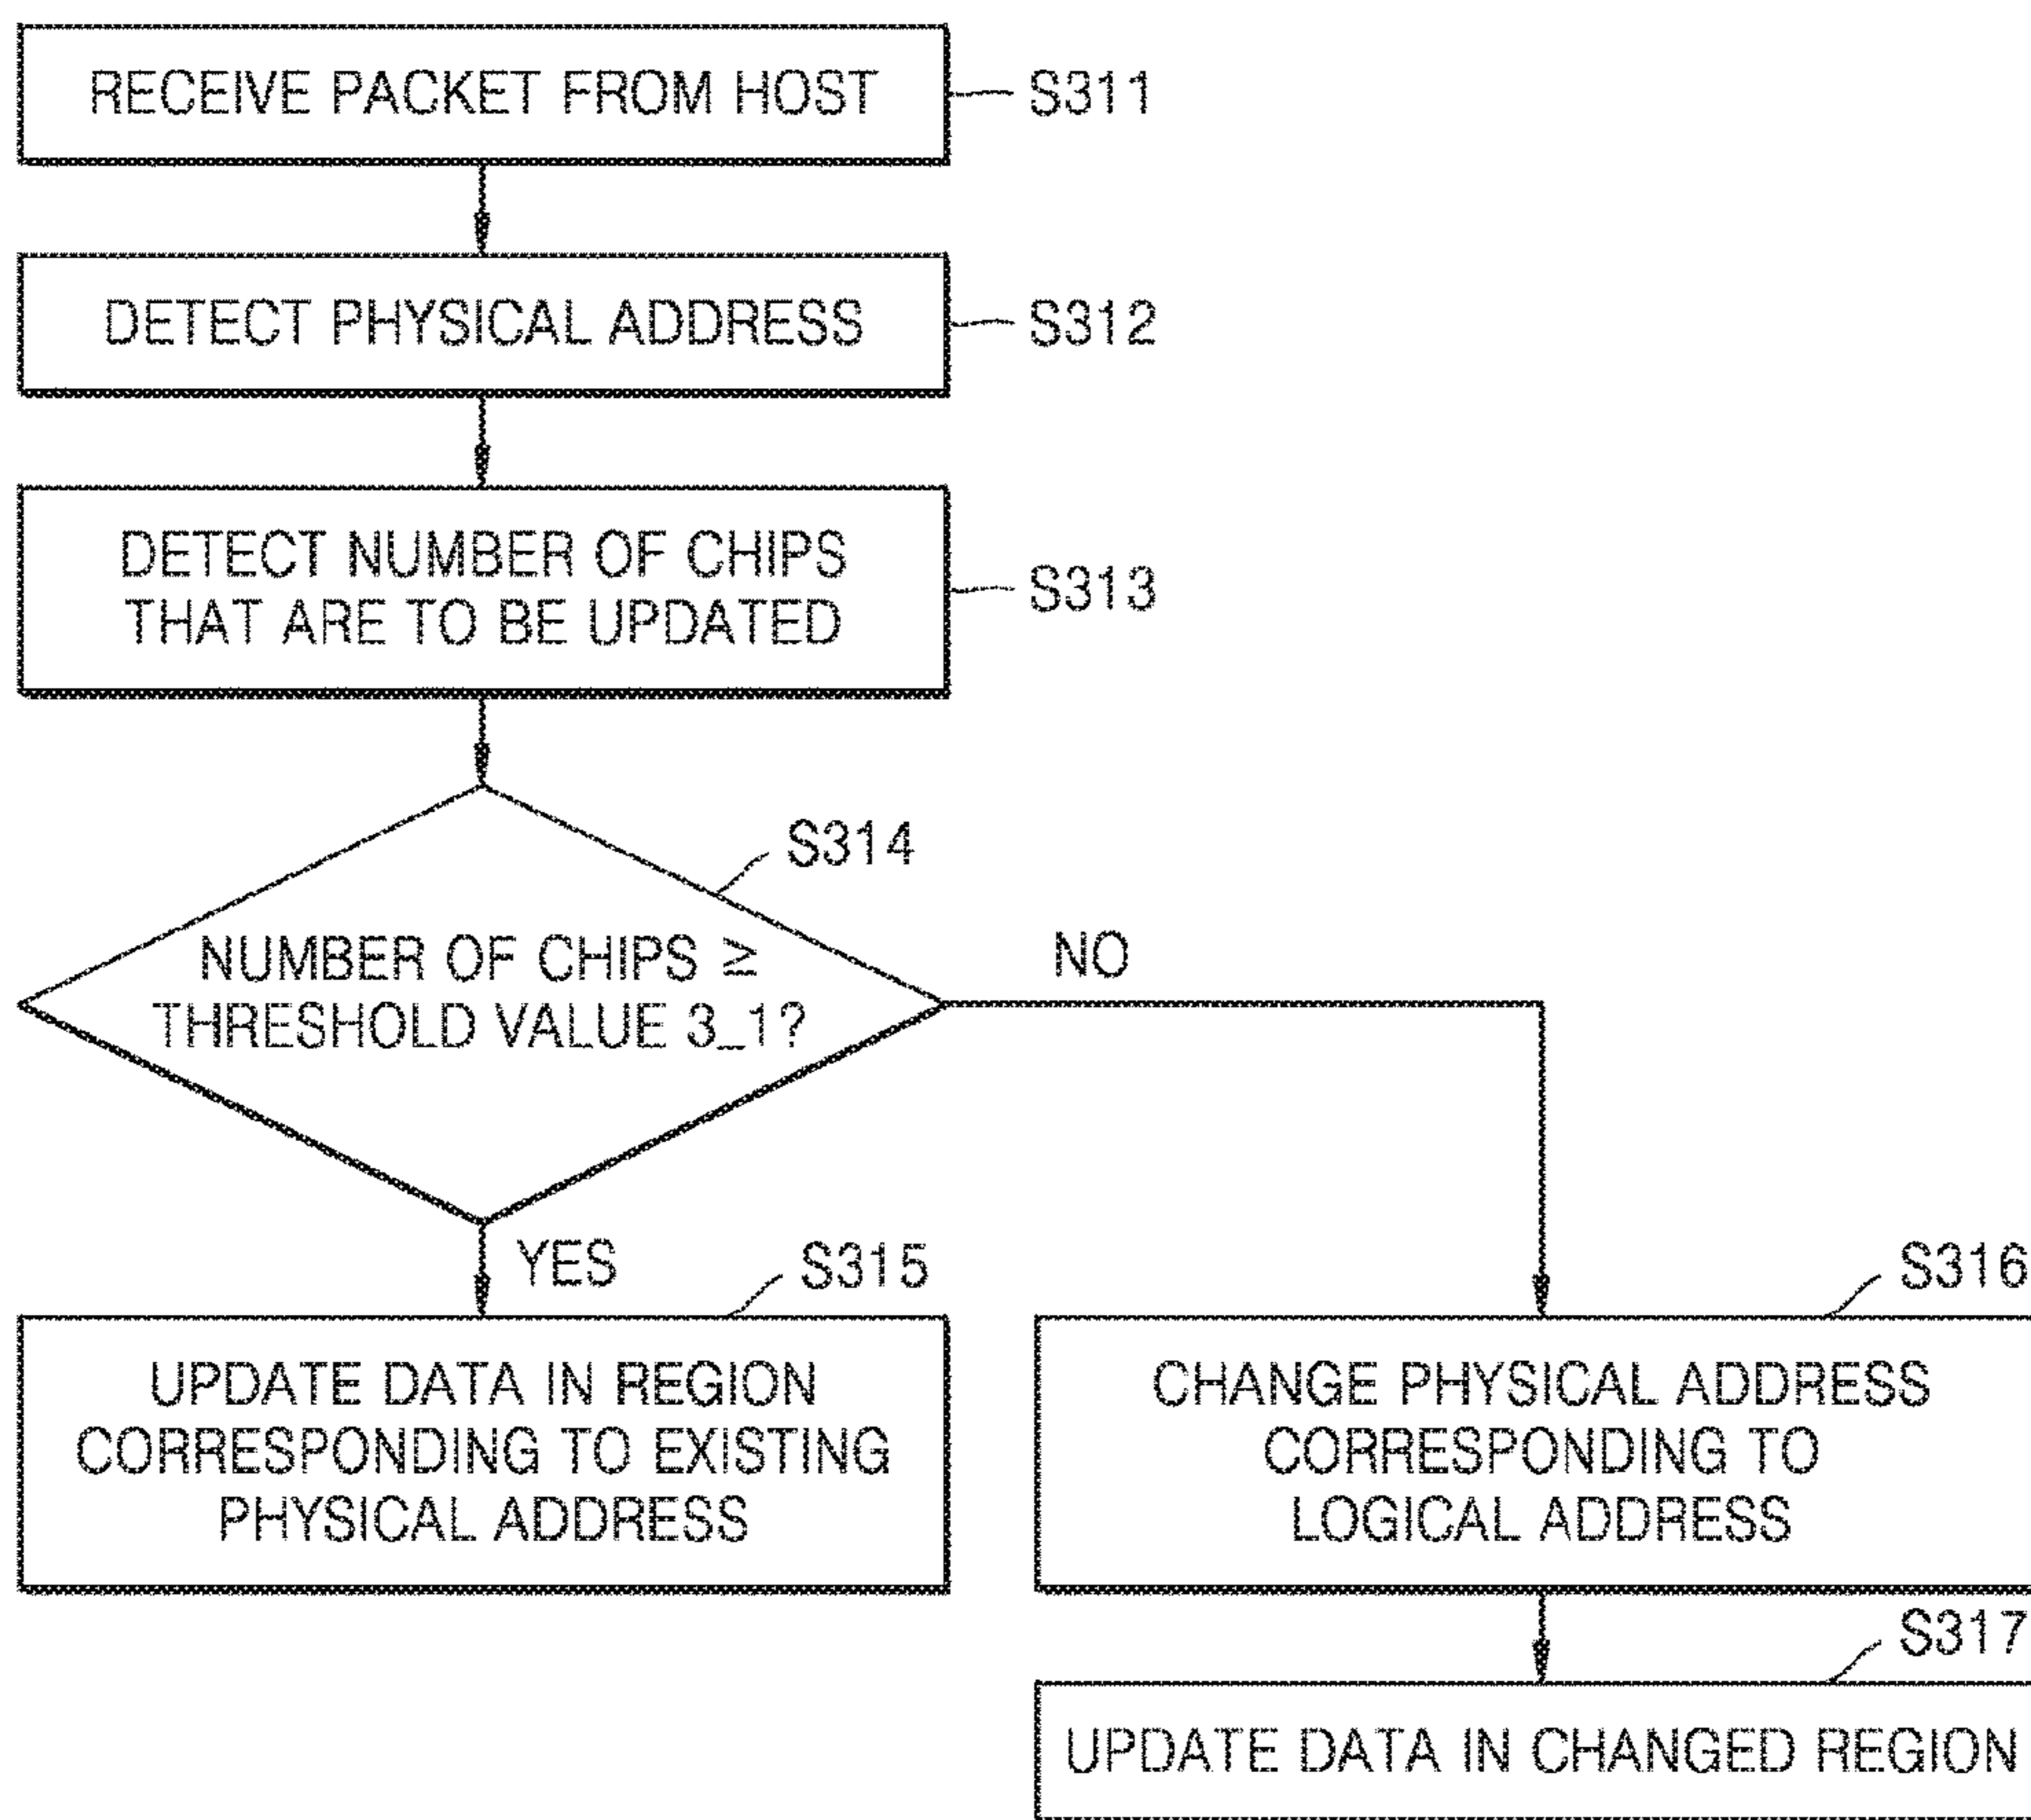 RECEIVE PACKET FROM HOST
S311
DETECT PHYSICAL ADDRESS
S312
DETECT NUMBER OF CHIPS
THAT ARE TO BE UPDATED
S313
S314
NUMBER OF CHIPS ≥
THRESHOLD VALUE 3_1?
NO
YES
S315
UPDATE DATA IN REGION
CORRESPONDING TO EXISTING
PHYSICAL ADDRESS
S316
CHANGE PHYSICAL ADDRESS
CORRESPONDING TO
LOGICAL ADDRESS
S317
UPDATE DATA IN CHANGED REGION